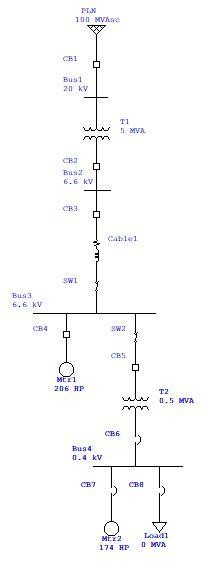 PLN
100 MVAsc
CB1
Bus1
20 kV
T1
5 MVA
CB2
Bus2
6.6 kV
CB3
Cable1
SW1
Bus3
6.6 kV
CB4
SW2
CB5
Mtr1
206 HP
T2
0.5 MVA
CB6
Bus4
0.4 kV
CB7
CB8
Mtr2
174 HP
Load1
0 MVA